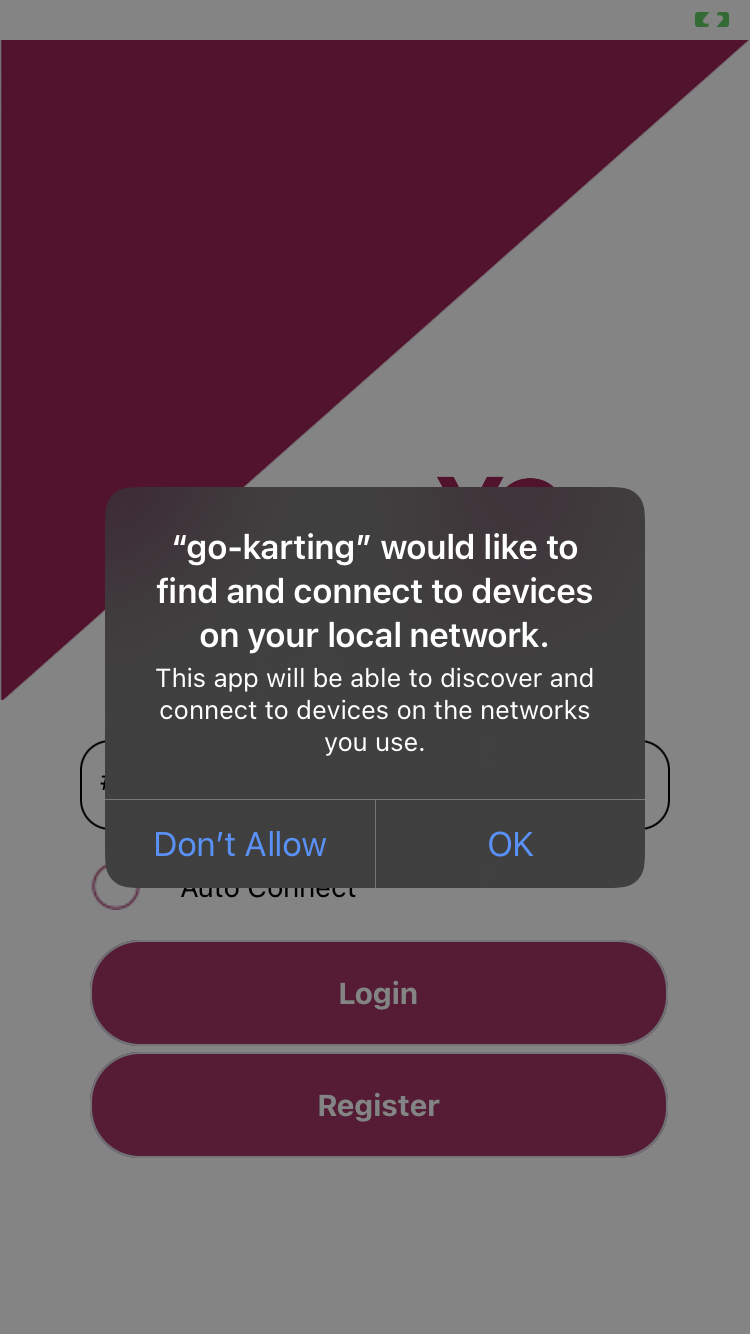 “go-karting” would like to
find and connect to devices
on your local network.
This app will be able to discover and
connect to devices on the networks
you use.
Don’t Allow
OK
Auto Connect
Login
Register